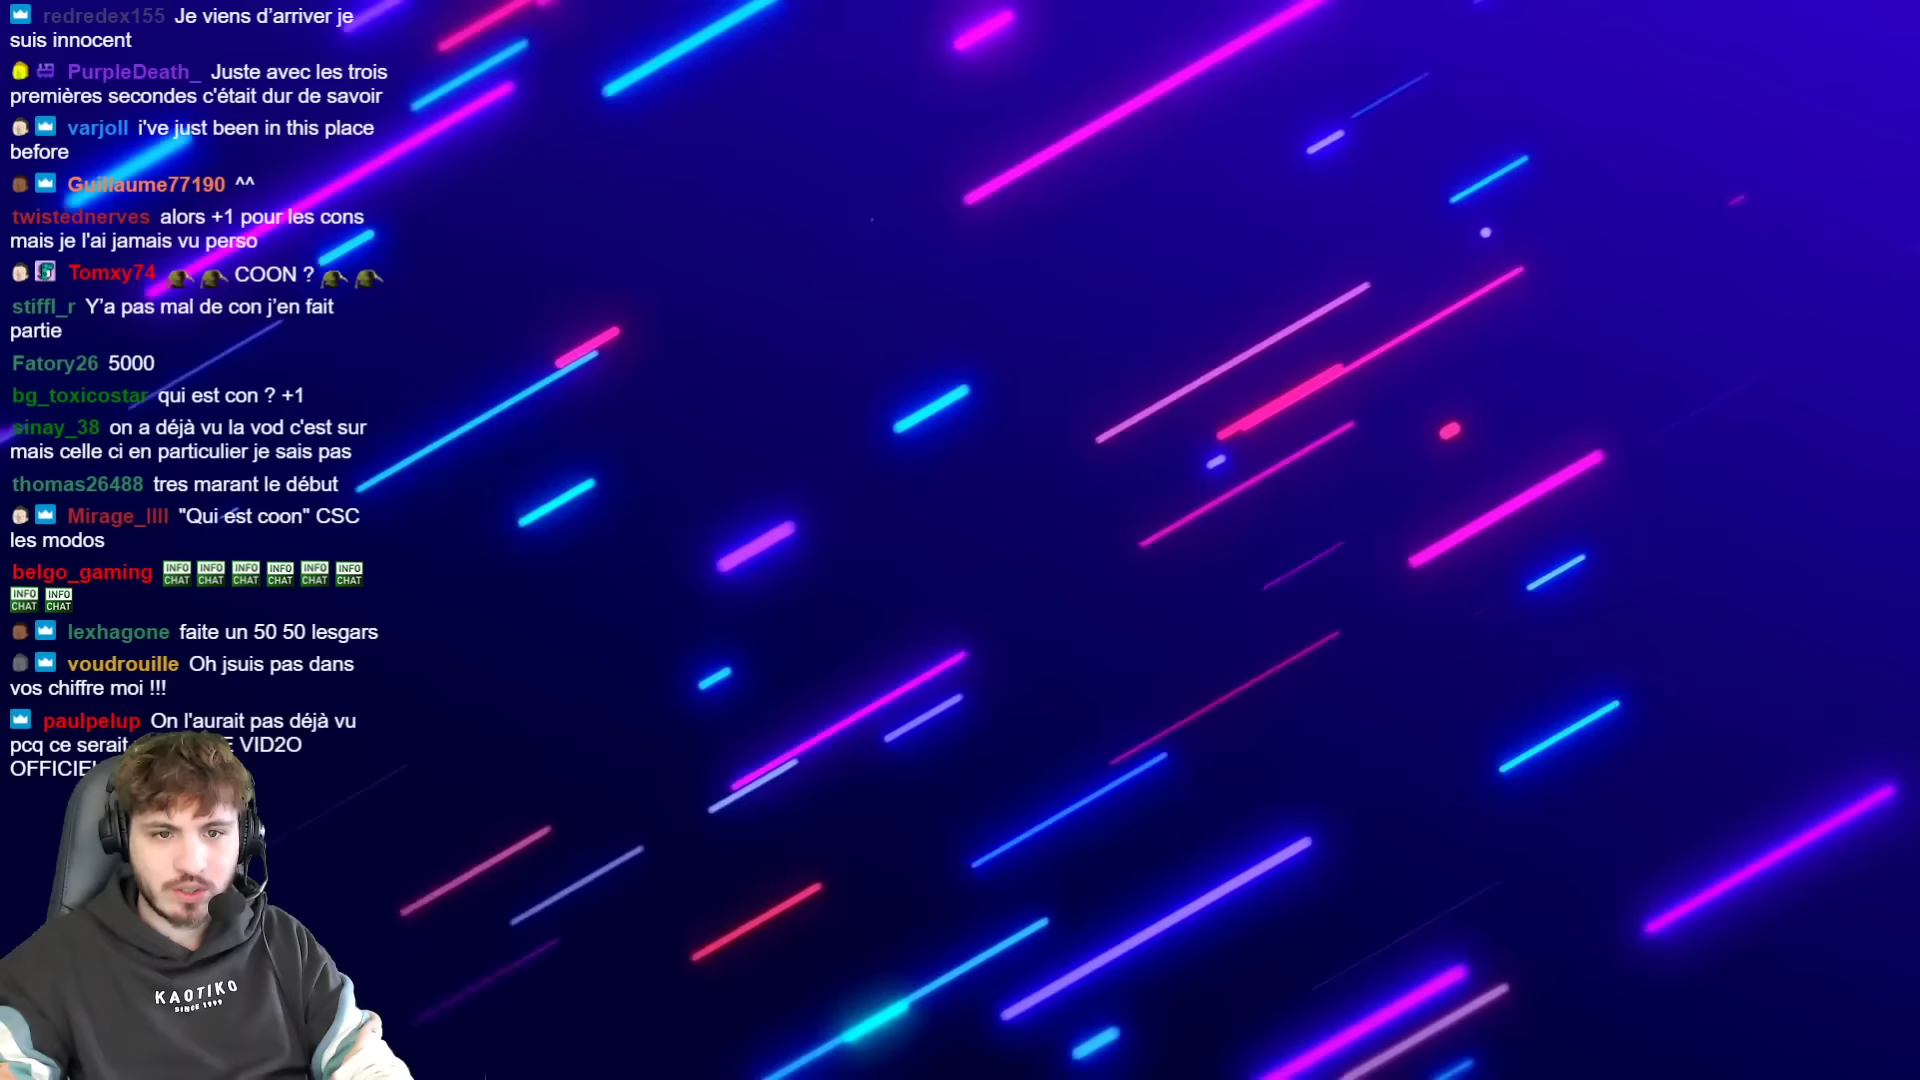 redredex155 Je viens d’arriver je
suis innocent
PurpleDeath_ Juste avec les trois
premières secondes c'était dur de savoir
varjoll i've just been in this place
before
Guillaume77190 ^^
twistednerves alors +1 pour les cons
mais je l'ai jamais vu perso
Tomxy74 COON ?
stiffl_r Y’a pas mal de con j’en fait
partie
Fatory26 5000
bg_toxicostar qui est con ? +1
sinay_38 on a déjà vu la vod c'est sur
mais celle ci en particulier je sais pas
thomas26488 tres marant le début
Mirage_llll "Qui est coon" CSC
les modos
belgo_gaming INFO CHAT INFO CHAT INFO CHAT INFO CHAT INFO CHAT INFO CHAT
INFO CHAT INFO CHAT
lexhagone faite un 50 50 lesgars
voudrouille Oh jsuis pas dans
vos chiffre moi !!!
paulpelup On l'aurait pas déjà vu
pcq ce serait VID2O
KAOTIKO
SINCE 1999